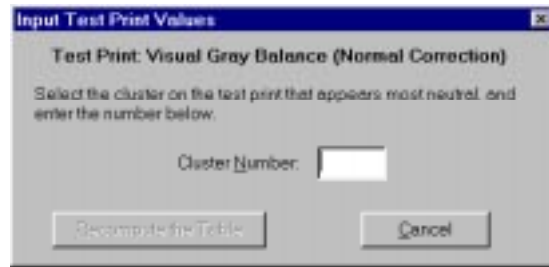 Input Test Print Values
Test Print: Visual Gray Balance (Normal Correction)
Select the cluster on the test print that appears most neutral, and
enter the number below.
Cluster Number:
Recompute the Table
Cancel